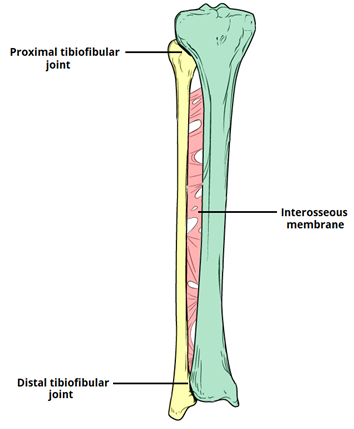 Proximal tibiofibular
joint
Interosseous
membrane
Distal tibiofibular
joint